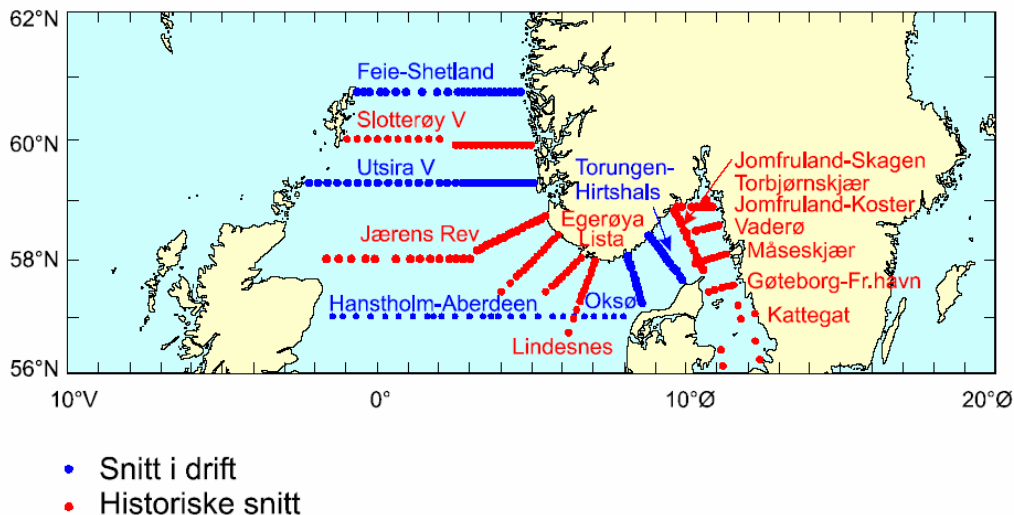 62°N
60°N
58°N
56°N
10°V
0°
10°Ø
20°Ø
Feie-Shetland
Slotterøy V
Utsira V
Jærens Rev
Hanstholm-Aberdeen
Egerøya
Lista
Lindesnes
Oksø
Torungen-
Hirtshals
Jomfruland-Skagen
Torbjørnskjær
Jomfruland-Koster
Vaderø
Måseskjær
Gøteborg-Fr.havn
Kattegat
Snitt i drift
Historiske snitt